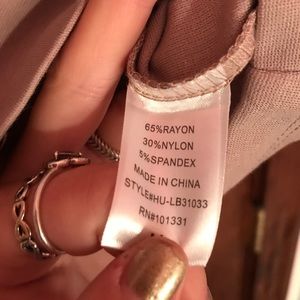 65%RAYON
30%NYLON
5%SPANDEX
MADE IN CHINA
STYLE#HU-LB31033
RN#101331